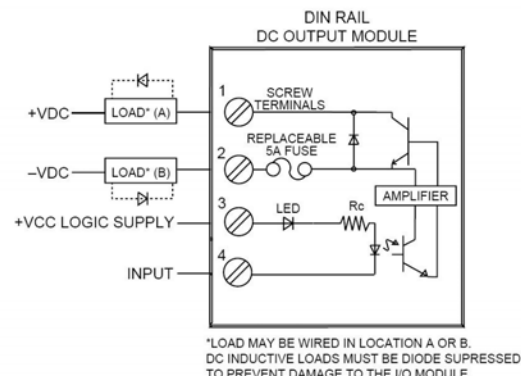 DIN RAIL
DC OUTPUT MODULE
1
SCREW
TERMINALS
+VDC
LOAD* (A)
REPLACEABLE
5A FUSE
2
–VDC
LOAD* (B)
AMPLIFIER
3
+VCC LOGIC SUPPLY
LED
Rc
4
INPUT
*LOAD MAY BE WIRED IN LOCATION A OR B.
DC INDUCTIVE LOADS MUST BE DIODE SUPRESSED
TO PREVENT DAMAGE TO THE I/O MODULE